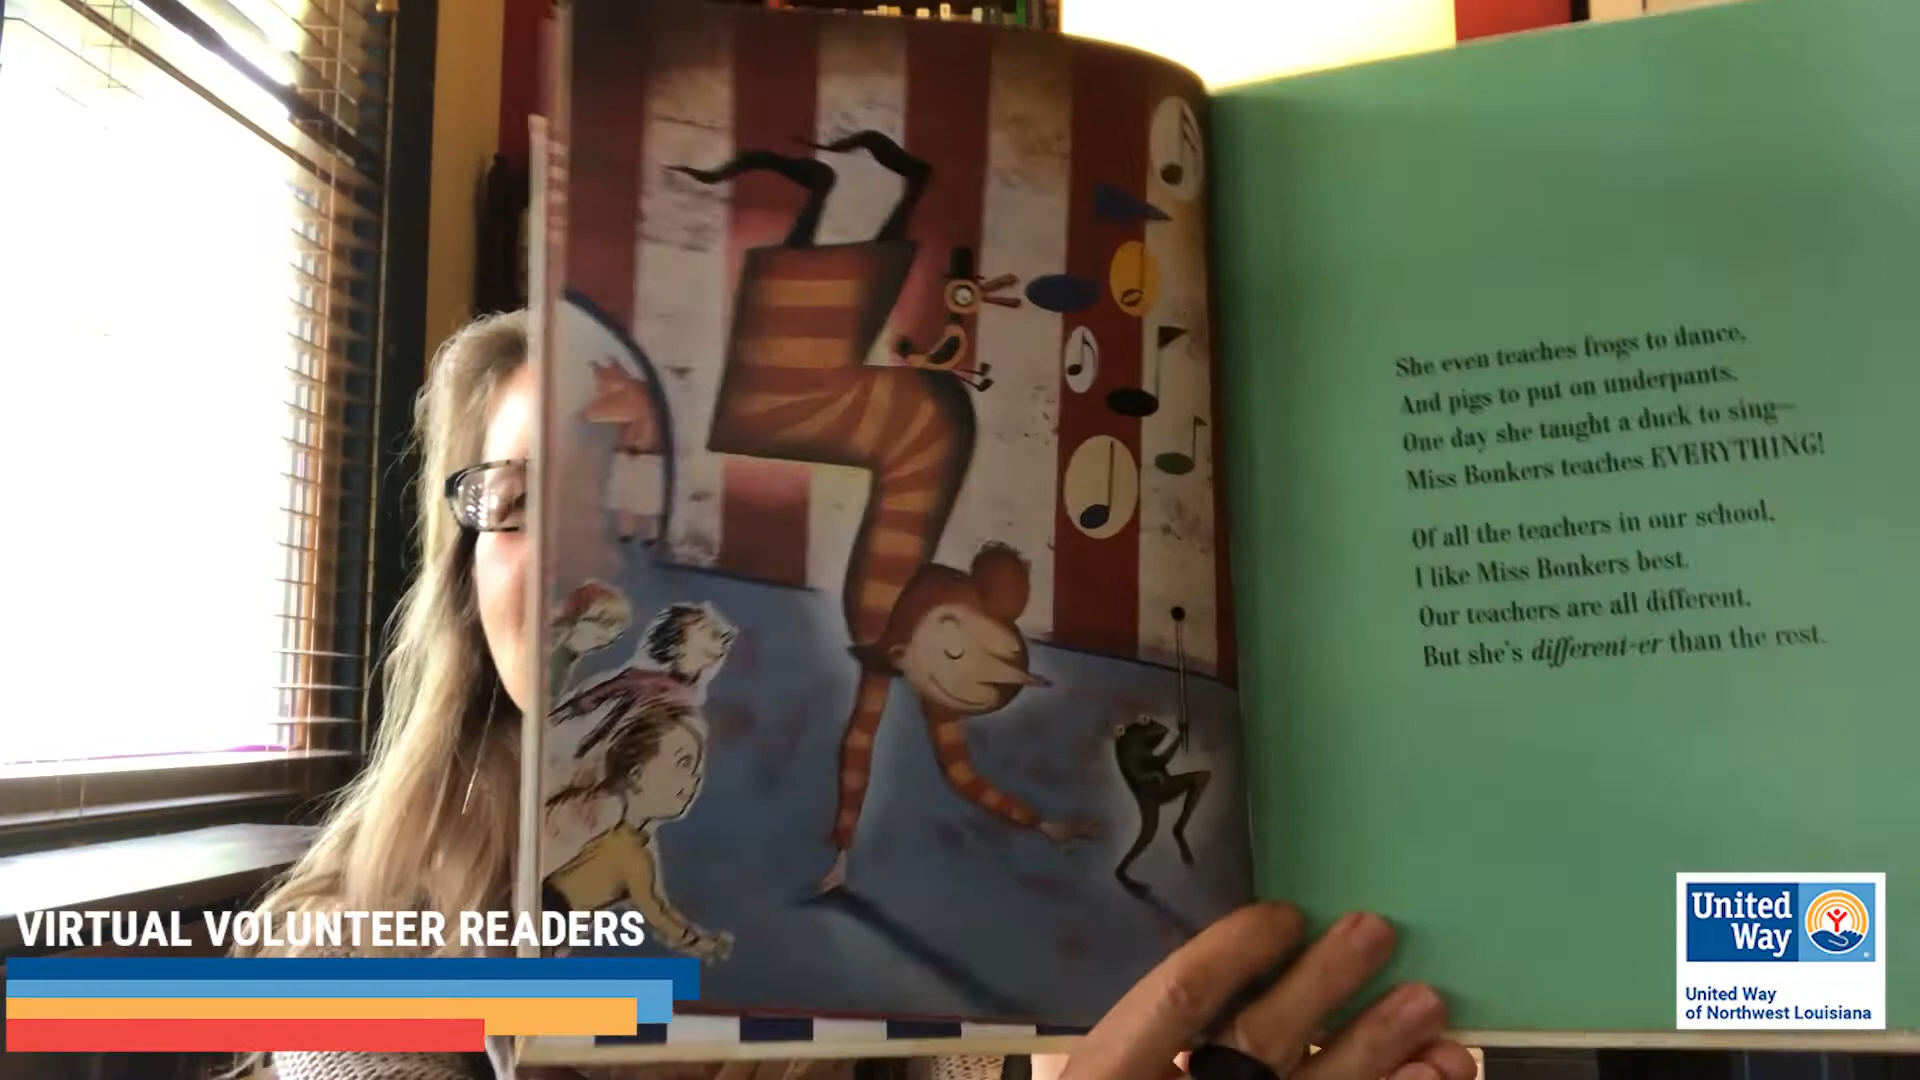 She even teaches frogs to dance,
And pigs to put on underpants.
One day she taught a duck to sing—
Miss Bonkers teaches EVERYTHING!
Of all the teachers in our school,
I like Miss Bonkers best.
Our teachers are all different,
But she's different-er than the rest.
VIRTUAL VOLUNTEER READERS
United
Way
United Way
of Northwest Louisiana